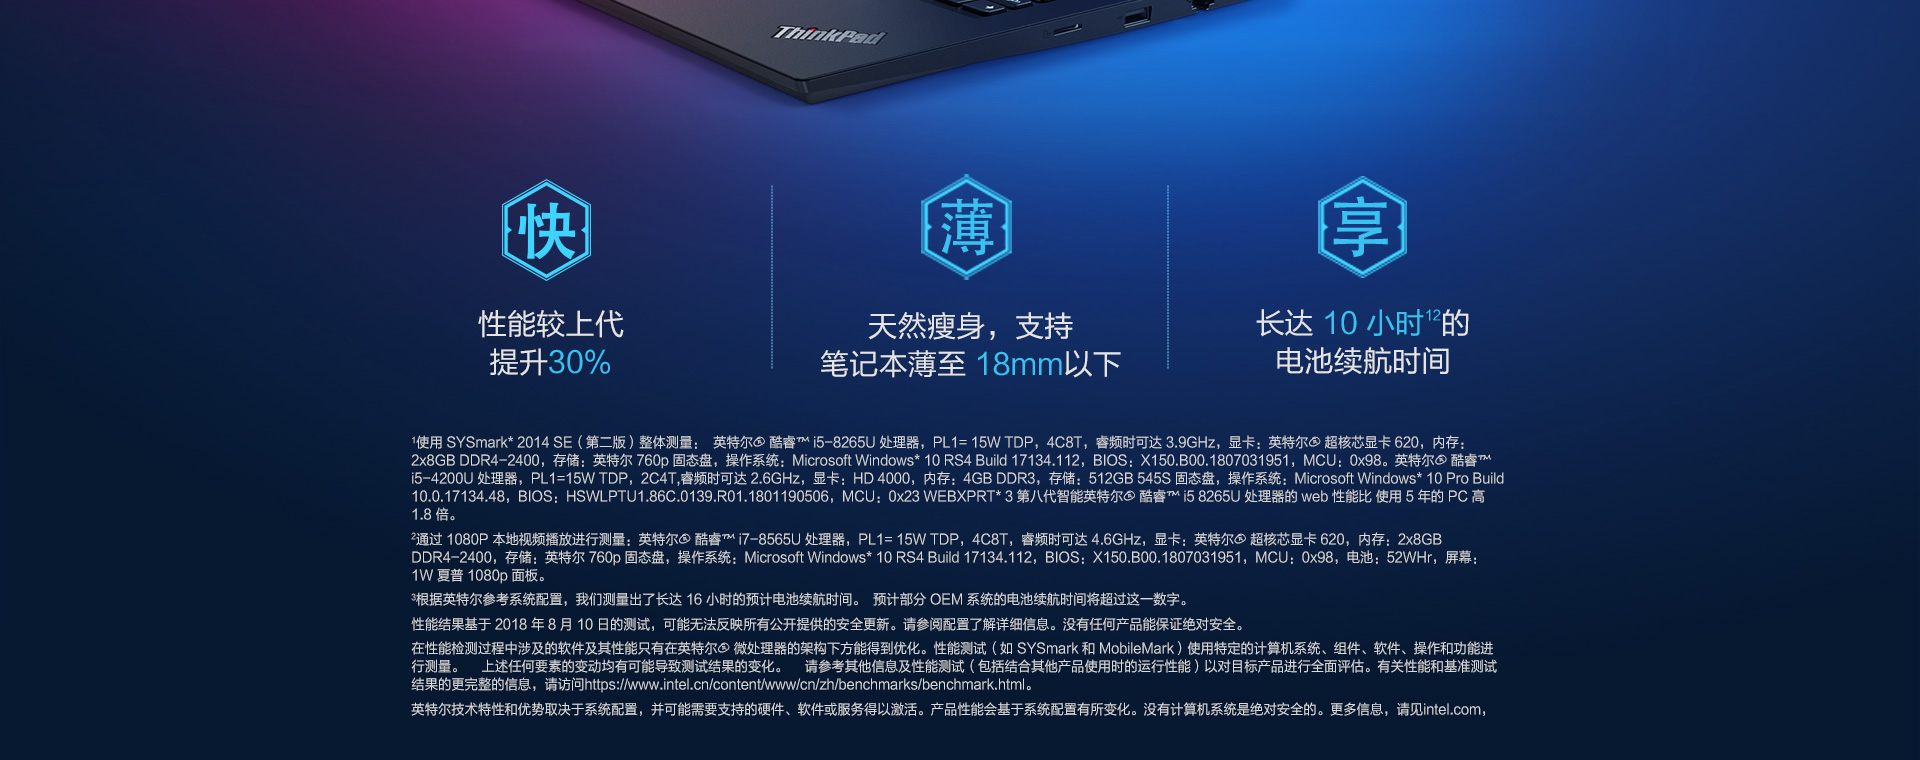 ThinkPad
快
薄
享
性能较上代
提升30%
天然瘦身，支持
笔记本薄至 18mm以下
长达 10 小时12的
电池续航时间
1使用 SYSmark* 2014 SE（第二版）整体测量： 英特尔® 酷睿™ i5-8265U 处理器，PL1= 15W TDP，4C8T，睿频时可达 3.9GHz，显卡：英特尔® 超核芯显卡 620，内存：
2x8GB DDR4-2400，存储：英特尔 760p 固态盘，操作系统：Microsoft Windows* 10 RS4 Build 17134.112，BIOS：X150.B00.1807031951，MCU：0x98。英特尔® 酷睿™
i5-4200U 处理器，PL1=15W TDP，2C4T,睿频时可达 2.6GHz，显卡：HD 4000，内存：4GB DDR3，存储：512GB 545S 固态盘，操作系统：Microsoft Windows* 10 Pro Build
10.0.17134.48，BIOS：HSWLPTU1.86C.0139.R01.1801190506，MCU：0x23 WEBXPRT* 3 第八代智能英特尔® 酷睿™ i5 8265U 处理器的 web 性能比 使用 5 年的 PC 高
1.8 倍。
2通过 1080P 本地视频播放进行测量：英特尔® 酷睿™ i7-8565U 处理器，PL1= 15W TDP，4C8T，睿频时可达 4.6GHz，显卡：英特尔® 超核芯显卡 620，内存：2x8GB
DDR4-2400，存储：英特尔 760p 固态盘，操作系统：Microsoft Windows* 10 RS4 Build 17134.112，BIOS：X150.B00.1807031951，MCU：0x98，电池：52WHr，屏幕：
1W 夏普 1080p 面板。
3根据英特尔参考系统配置，我们测量出了长达 16 小时的预计电池续航时间。 预计部分 OEM 系统的电池续航时间将超过这一数字。
性能结果基于 2018 年 8 月 10 日的测试，可能无法反映所有公开提供的安全更新。请参阅配置了解详细信息。没有任何产品能保证绝对安全。
在性能检测过程中涉及的软件及其性能只有在英特尔® 微处理器的架构下方能得到优化。性能测试（如 SYSmark 和 MobileMark）使用特定的计算机系统、组件、软件、操作和功能进
行测量。 上述任何要素的变动均有可能导致测试结果的变化。 请参考其他信息及性能测试（包括结合其他产品使用时的运行性能）以对目标产品进行全面评估。有关性能和基准测试
结果的更完整的信息，请访问https://www.intel.cn/content/www/cn/zh/benchmarks/benchmark.html。
英特尔技术特性和优势取决于系统配置，并可能需要支持的硬件、软件或服务得以激活。产品性能会基于系统配置有所变化。没有计算机系统是绝对安全的。更多信息，请见intel.com，